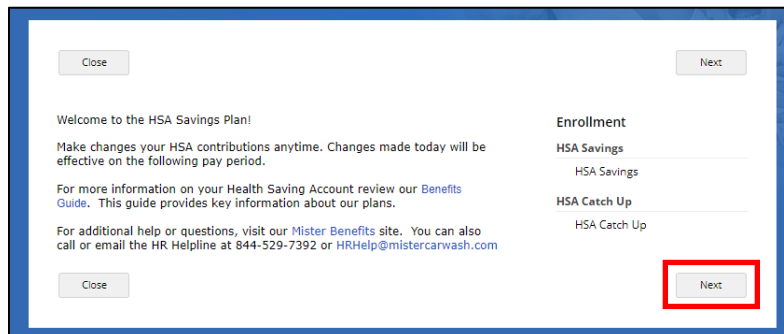 Close
Next
Welcome to the HSA Savings Plan!
Make changes your HSA contributions anytime. Changes made today will be
effective on the following pay period.
For more information on your Health Saving Account review our Benefits
Guide. This guide provides key information about our plans.
For additional help or questions, visit our Mister Benefits site. You can also
call or email the HR Helpline at 844-529-7392 or HRHelp@mistercarwash.com
Enrollment
HSA Savings
HSA Savings
HSA Catch Up
HSA Catch Up
Close
Next